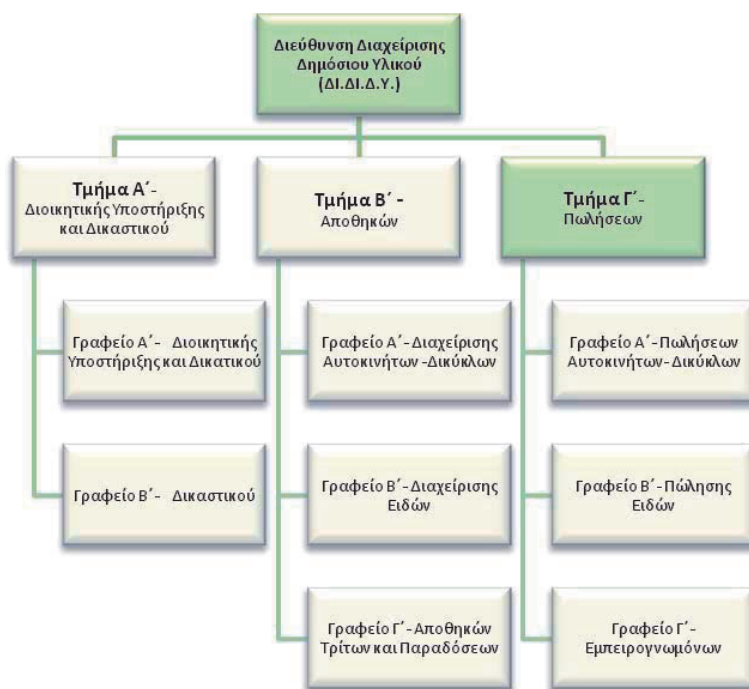 Διεύθυνση Διαχείρισης
Δημόσιου Υλικού
(ΔΙ.ΔΙ.Δ.Υ.)
Τμήμα Α΄-
Διοικητικής Υποστήριξης
και Δικαστικού
Τμήμα Β΄ -
Αποθηκών
Τμήμα Γ΄-
Πωλήσεων
Γραφείο Α΄- Διοικητικής
Υποστήριξης και Δικατικού
Γραφείο Α΄-Διαχείρισης
Αυτοκινήτων -Δικύκλων
Γραφείο Α΄-Πωλήσεων
Αυτοκινήτων-Δικύκλων
Γραφείο Β΄- Δικαστικού
Γραφείο Β΄-Διαχείρισης
Ειδών
Γραφείο Β΄-Πώλησης
Ειδών
Γραφείο Γ΄-Αποθηκών
Τρίτων και Παραδόσεων
Γραφείο Γ΄-
Εμπειρογνωμόνων